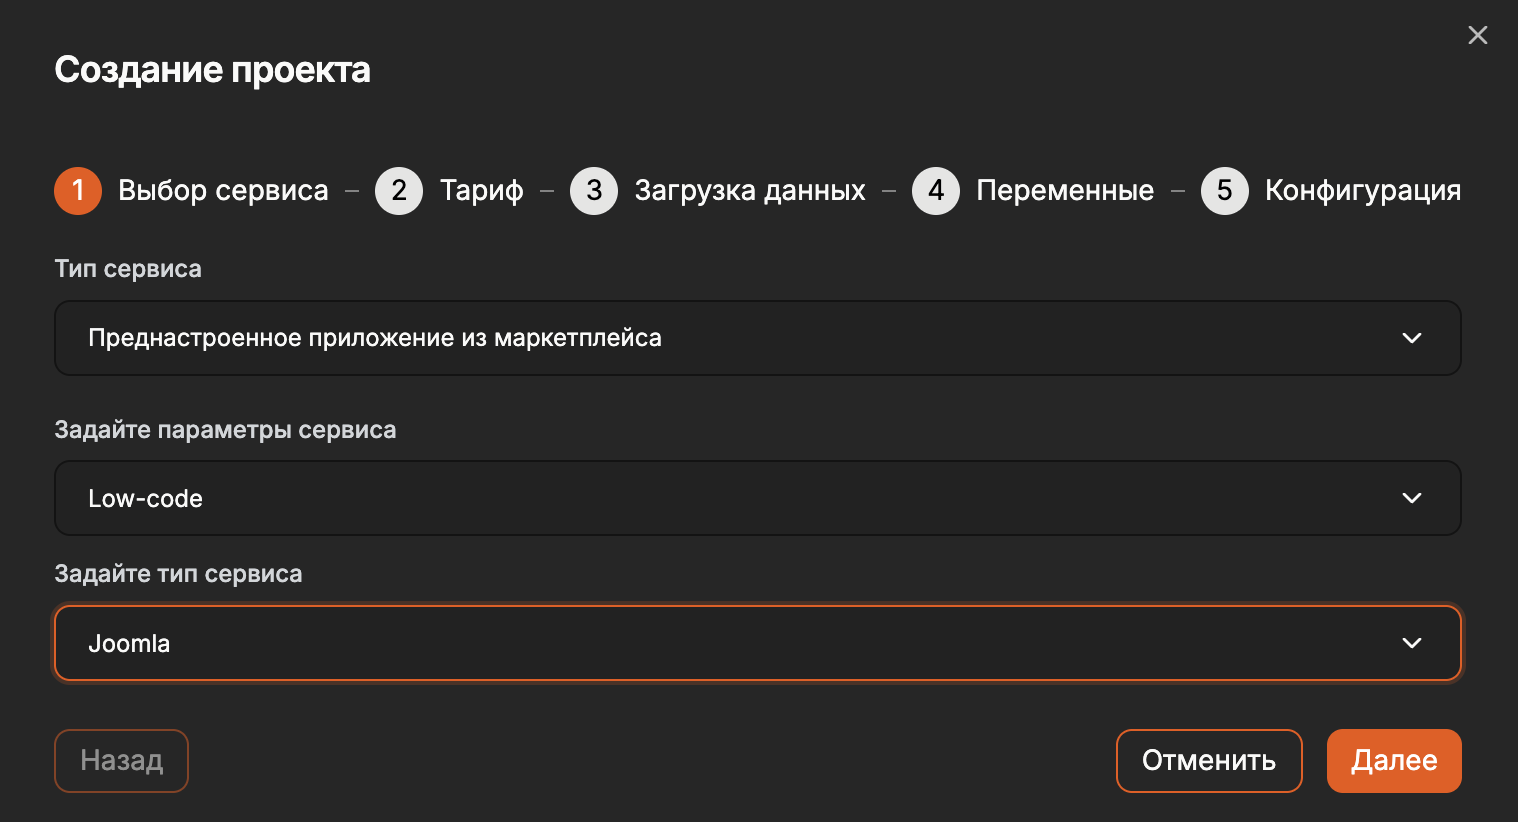 Создание проекта
1 Выбор сервиса – 2 Тариф – 3 Загрузка данных – 4 Переменные – 5 Конфигурация
Тип сервиса
Преднастроенное приложение из маркетплейса
Задайте параметры сервиса
Low-code
Задайте тип сервиса
Joomla
Назад Отменить Далее